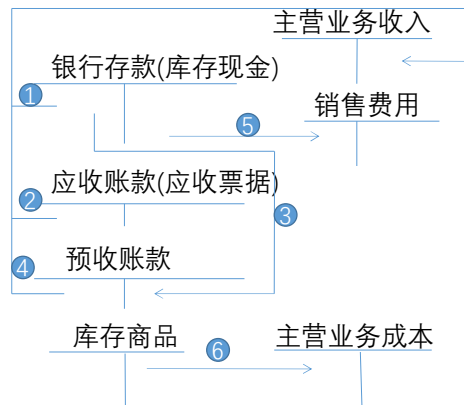 主营业务收入
银行存款(库存现金)
1
销售费用
5
应收账款(应收票据)
2
3
预收账款
4
库存商品
6
主营业务成本